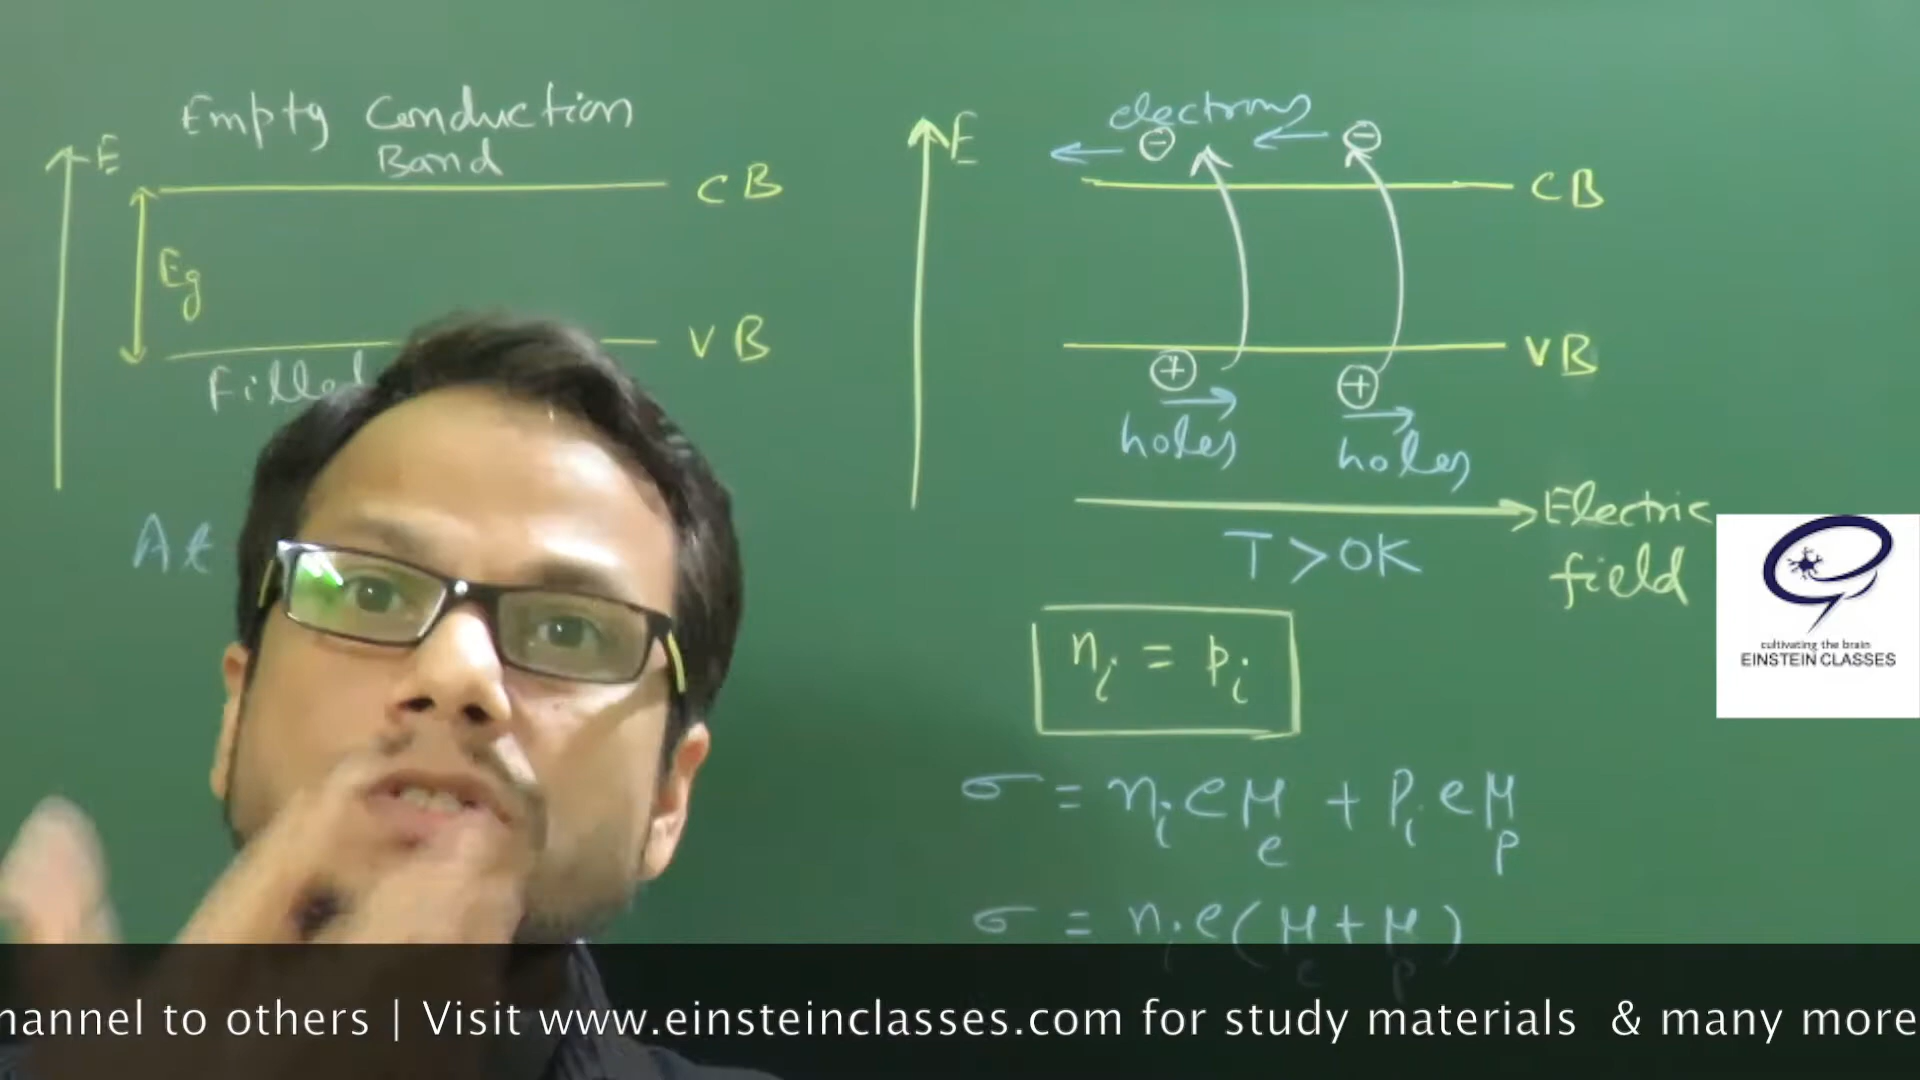 E
Empty Conduction
Band
CB
Eg
VB
Filled
At
E
electrons
⊖ ⊖
CB
VB
⊕ ⊕
holes holes
Electric
field
T > 0K
nᵢ = pᵢ
σ = nᵢeμₑ + pᵢeμₚ
σ = nᵢe(μₑ + μₚ)
cultivating the brain
EINSTEIN CLASSES
hannel to others | Visit www.einsteinclasses.com for study materials & many more